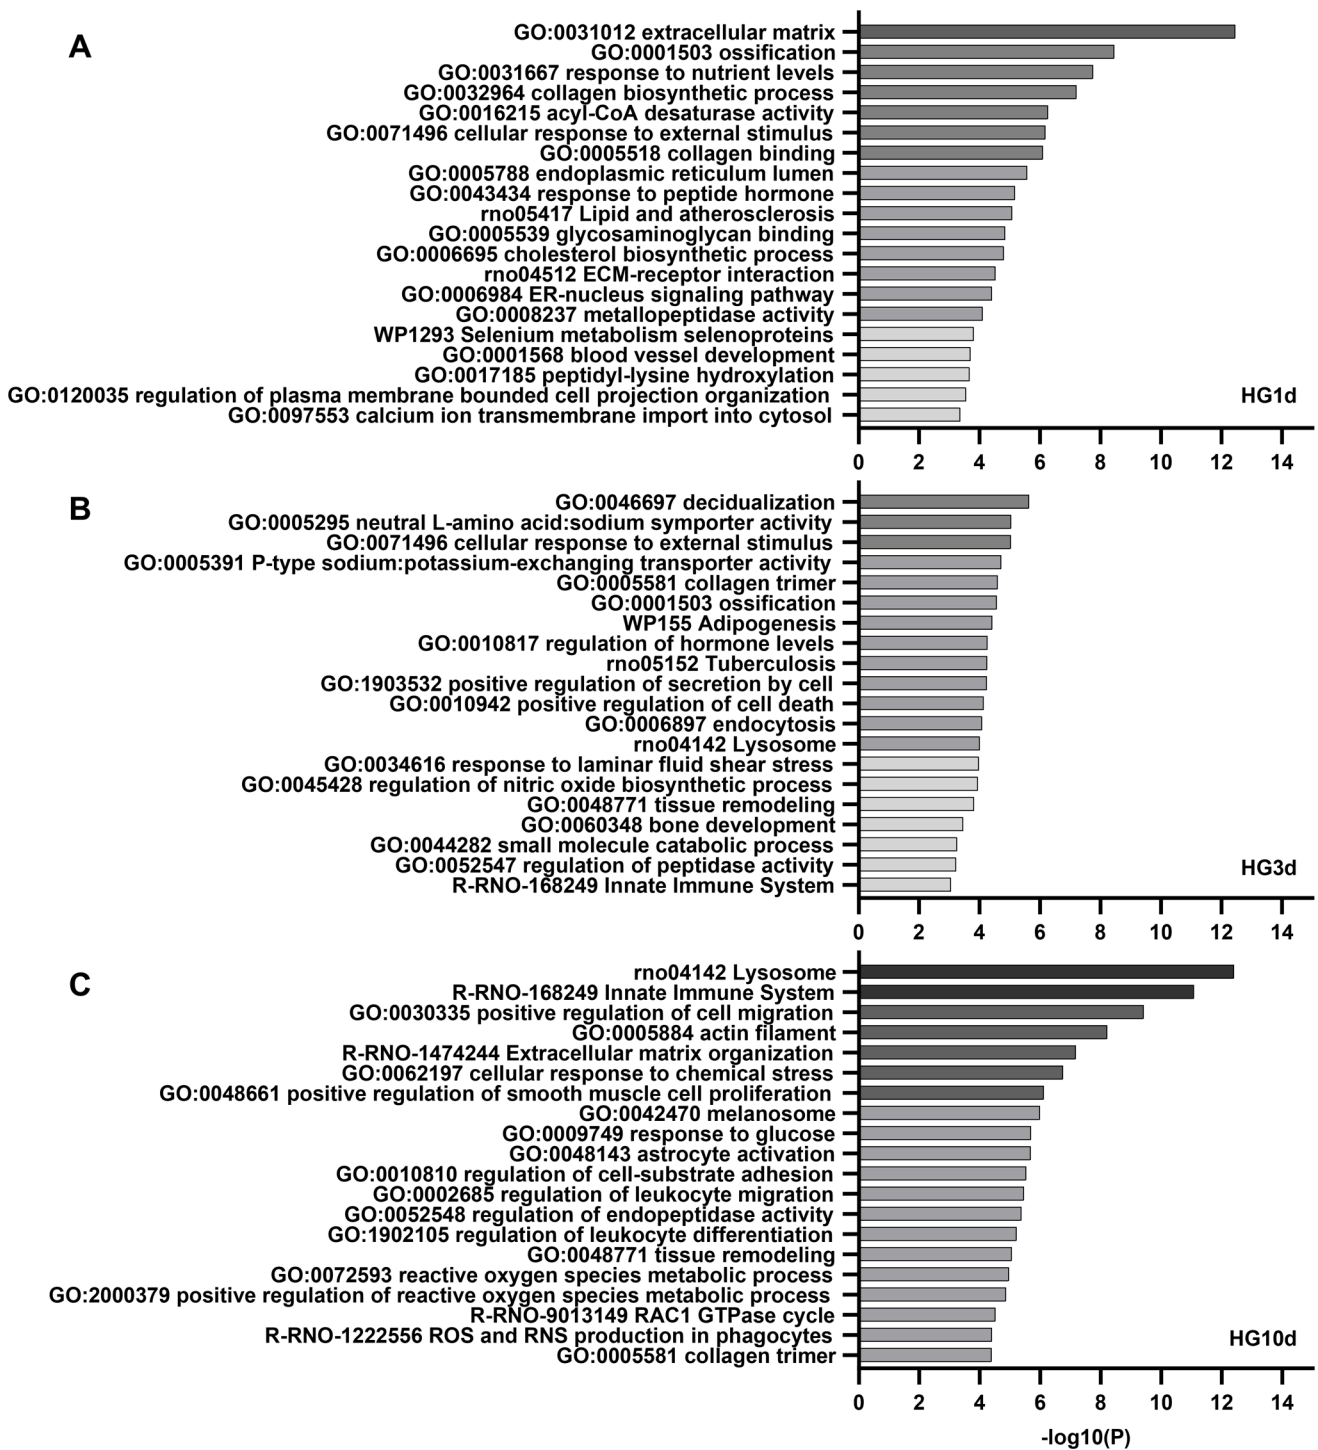 A
GO:0031012 extracellular matrix
GO:0001503 ossification
GO:0031667 response to nutrient levels
GO:0032964 collagen biosynthetic process
GO:0016215 acyl-CoA desaturase activity
GO:0071496 cellular response to external stimulus
GO:0005518 collagen binding
GO:0005788 endoplasmic reticulum lumen
GO:0043434 response to peptide hormone
rno05417 Lipid and atherosclerosis
GO:0005539 glycosaminoglycan binding
GO:0006695 cholesterol biosynthetic process
rno04512 ECM-receptor interaction
GO:0006984 ER-nucleus signaling pathway
GO:0008237 metallopeptidase activity
WP1293 Selenium metabolism selenoproteins
GO:0001568 blood vessel development
GO:0017185 peptidyl-lysine hydroxylation
GO:0120035 regulation of plasma membrane bounded cell projection organization
GO:0097553 calcium ion transmembrane import into cytosol
HG1d
0 2 4 6 8 10 12 14
B
GO:0046697 decidualization
GO:0005295 neutral L-amino acid:sodium symporter activity
GO:0071496 cellular response to external stimulus
GO:0005391 P-type sodium:potassium-exchanging transporter activity
GO:0005581 collagen trimer
GO:0001503 ossification
WP155 Adipogenesis
GO:0010817 regulation of hormone levels
rno05152 Tuberculosis
GO:1903532 positive regulation of secretion by cell
GO:0010942 positive regulation of cell death
GO:0006897 endocytosis
rno04142 Lysosome
GO:0034616 response to laminar fluid shear stress
GO:0045428 regulation of nitric oxide biosynthetic process
GO:0048771 tissue remodeling
GO:0060348 bone development
GO:0044282 small molecule catabolic process
GO:0052547 regulation of peptidase activity
R-RNO-168249 Innate Immune System
HG3d
0 2 4 6 8 10 12 14
C
rno04142 Lysosome
R-RNO-168249 Innate Immune System
GO:0030335 positive regulation of cell migration
GO:0005884 actin filament
R-RNO-1474244 Extracellular matrix organization
GO:0062197 cellular response to chemical stress
GO:0048661 positive regulation of smooth muscle cell proliferation
GO:0042470 melanosome
GO:0009749 response to glucose
GO:0048143 astrocyte activation
GO:0010810 regulation of cell-substrate adhesion
GO:0002685 regulation of leukocyte migration
GO:0052548 regulation of endopeptidase activity
GO:1902105 regulation of leukocyte differentiation
GO:0048771 tissue remodeling
GO:0072593 reactive oxygen species metabolic process
GO:2000379 positive regulation of reactive oxygen species metabolic process
R-RNO-9013149 RAC1 GTPase cycle
R-RNO-1222556 ROS and RNS production in phagocytes
GO:0005581 collagen trimer
HG10d
0 2 4 6 8 10 12 14
-log10(P)